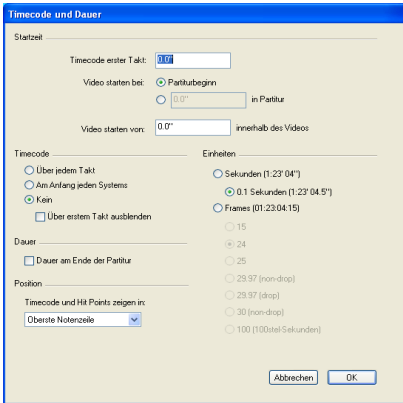 Timecode und Dauer
Startzeit
Timecode erster Takt: 0.0"
Video starten bei: Partiturbeginn
0.0" in Partitur
Video starten von: 0.0" innerhalb des Videos
Timecode
Über jedem Takt
Am Anfang jeden Systems
Kein
Über erstem Takt ausblenden
Dauer
Dauer am Ende der Partitur
Position
Timecode und Hit Points zeigen in:
Oberste Notenzeile
Einheiten
Sekunden (1:23' 04")
0.1 Sekunden (1:23' 04.5")
Frames (01:23:04:15)
15
24
25
29.97 (non-drop)
29.97 (drop)
30 (non-drop)
100 (100stel-Sekunden)
Abbrechen OK